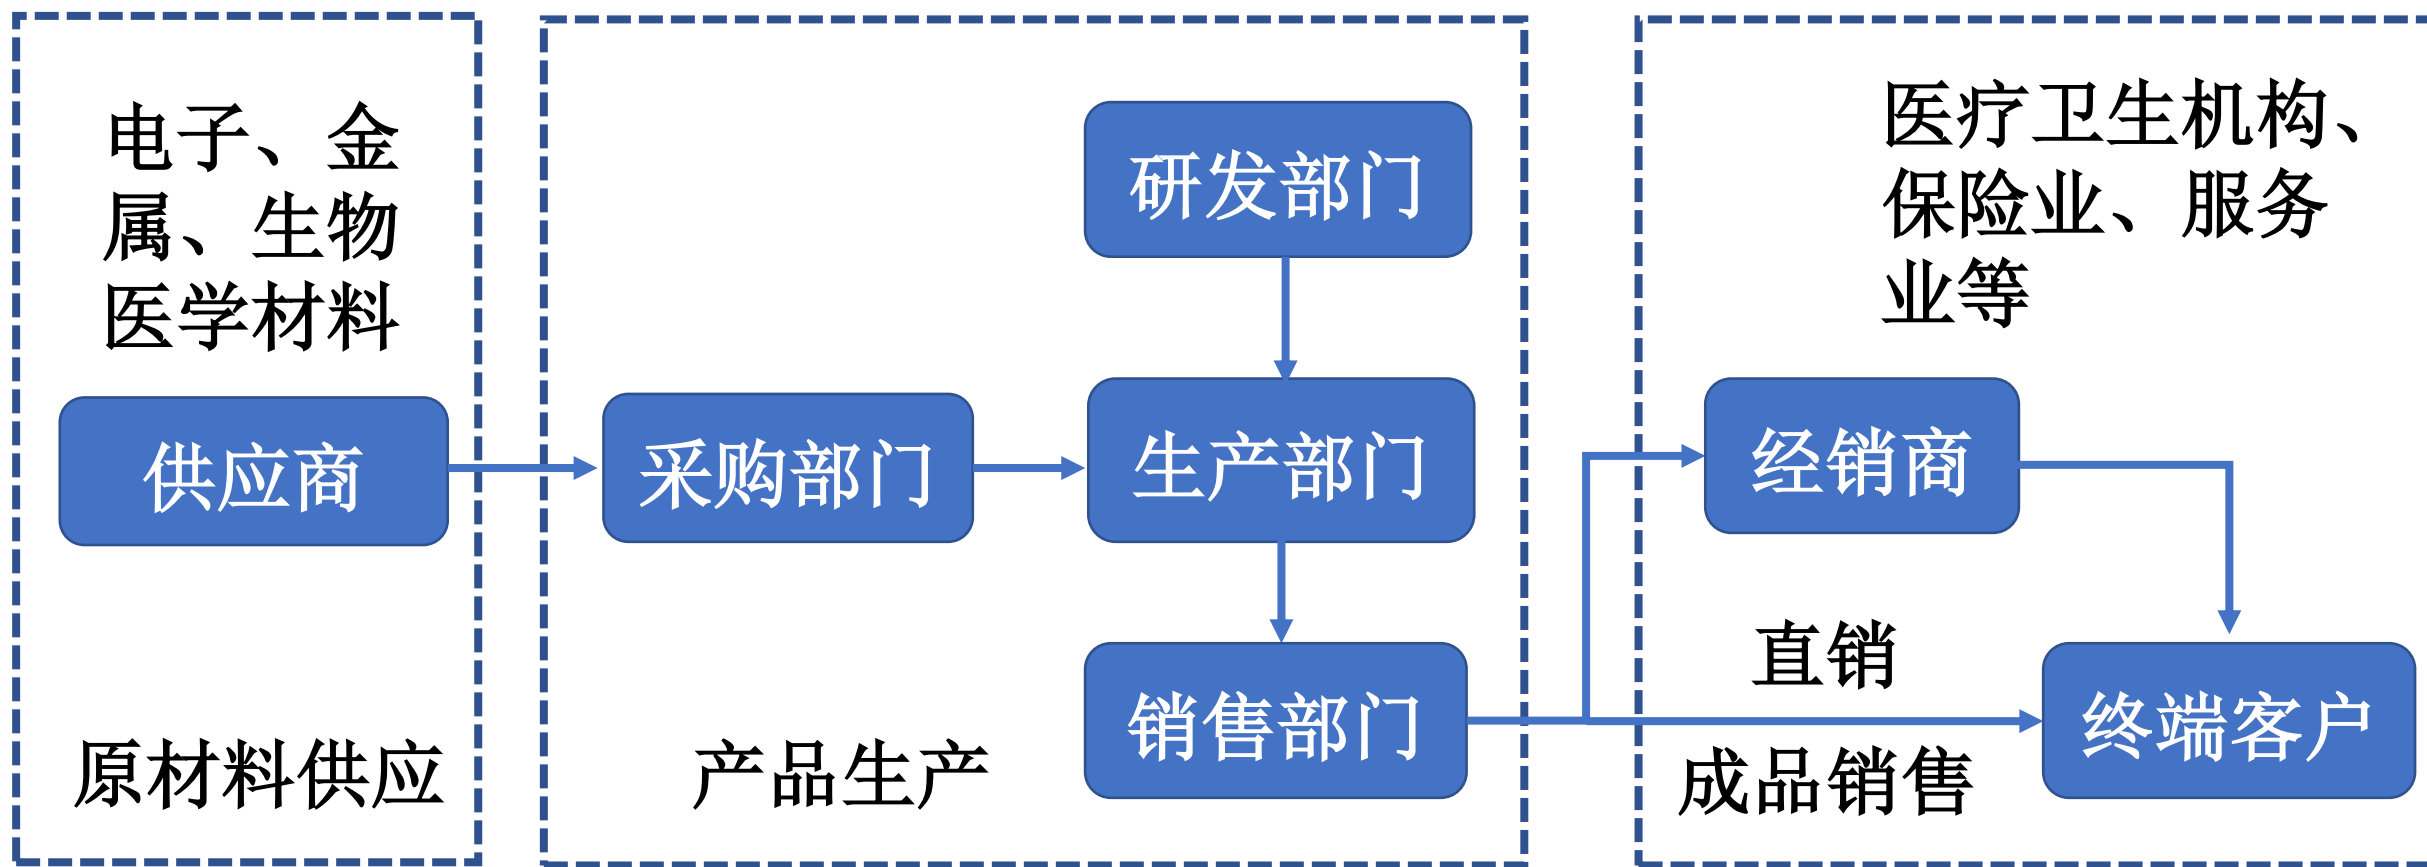 电子、金
属、生物
医学材料
供应商
原材料供应
研发部门
采购部门
生产部门
销售部门
产品生产
医疗卫生机构、
保险业、服务
业等
经销商
直销
成品销售
终端客户